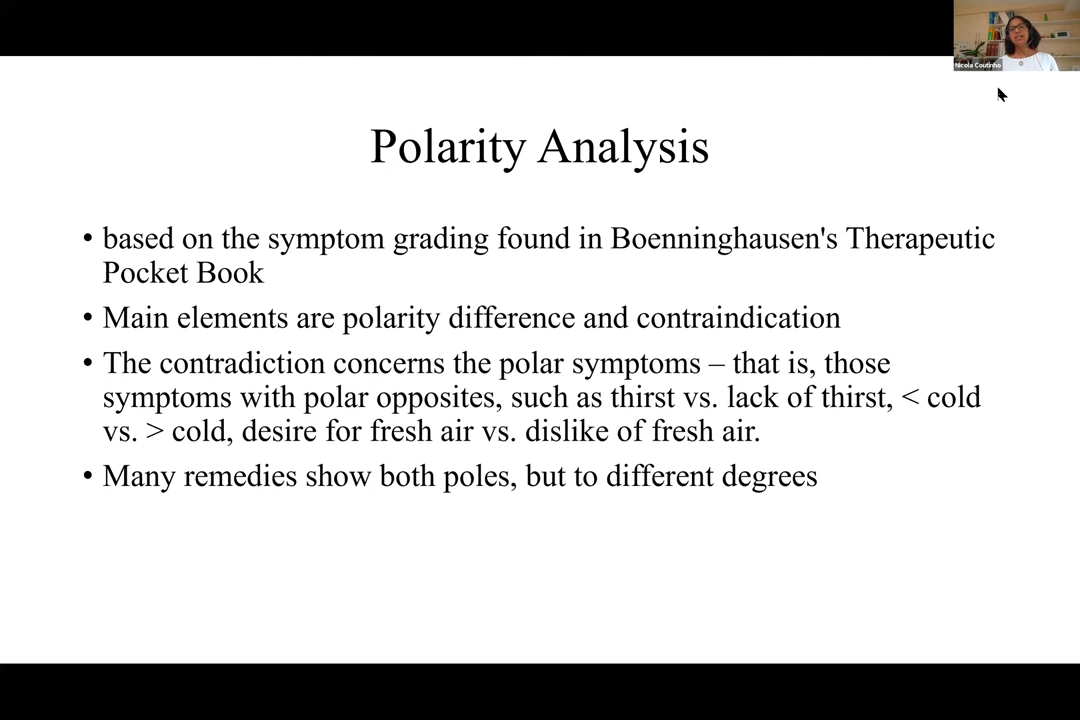 Nicola Coutinho
Polarity Analysis
• based on the symptom grading found in Boenninghausen's Therapeutic
Pocket Book
• Main elements are polarity difference and contraindication
• The contradiction concerns the polar symptoms – that is, those
symptoms with polar opposites, such as thirst vs. lack of thirst, < cold
vs. > cold, desire for fresh air vs. dislike of fresh air.
• Many remedies show both poles, but to different degrees